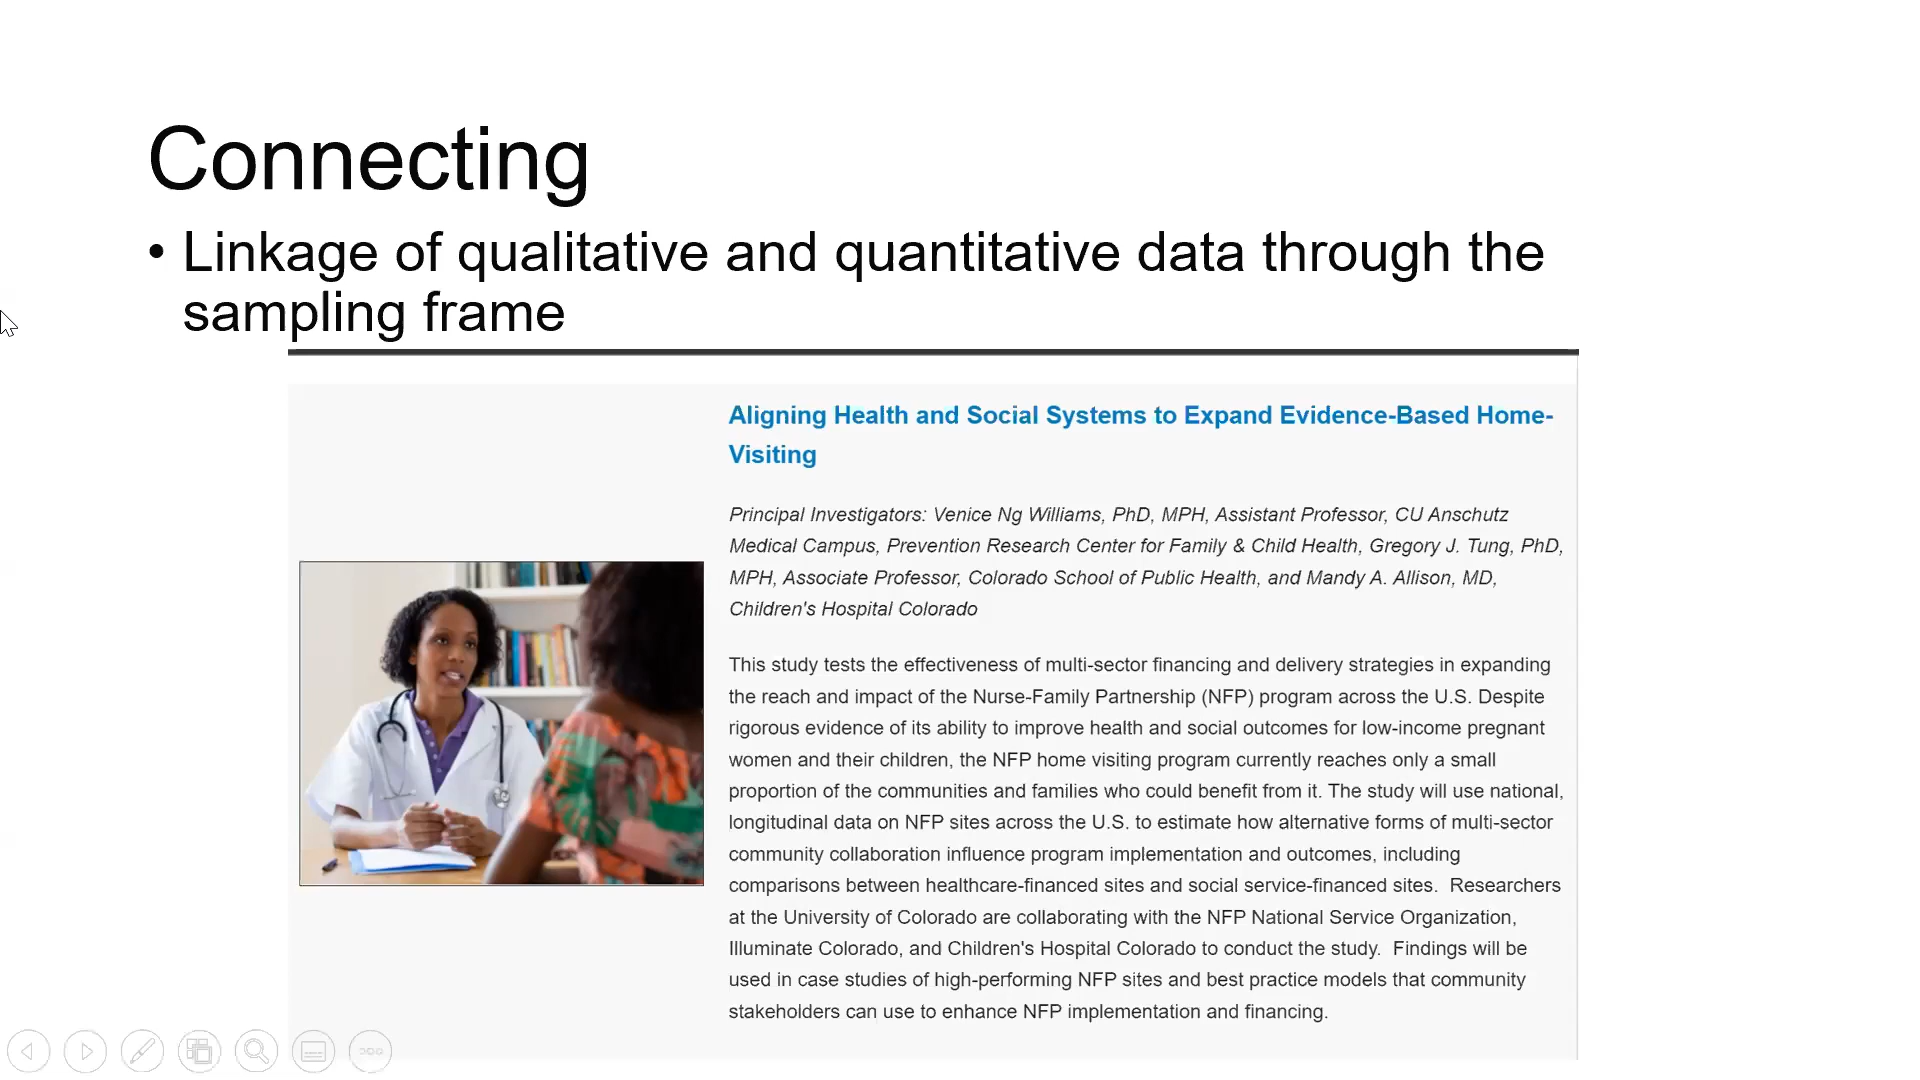 Connecting
• Linkage of qualitative and quantitative data through the
sampling frame
Aligning Health and Social Systems to Expand Evidence-Based Home-
Visiting
Principal Investigators: Venice Ng Williams, PhD, MPH, Assistant Professor, CU Anschutz
Medical Campus, Prevention Research Center for Family & Child Health, Gregory J. Tung, PhD,
MPH, Associate Professor, Colorado School of Public Health, and Mandy A. Allison, MD,
Children's Hospital Colorado
This study tests the effectiveness of multi-sector financing and delivery strategies in expanding
the reach and impact of the Nurse-Family Partnership (NFP) program across the U.S. Despite
rigorous evidence of its ability to improve health and social outcomes for low-income pregnant
women and their children, the NFP home visiting program currently reaches only a small
proportion of the communities and families who could benefit from it. The study will use national,
longitudinal data on NFP sites across the U.S. to estimate how alternative forms of multi-sector
community collaboration influence program implementation and outcomes, including
comparisons between healthcare-financed sites and social service-financed sites.  Researchers
at the University of Colorado are collaborating with the NFP National Service Organization,
Illuminate Colorado, and Children's Hospital Colorado to conduct the study.  Findings will be
used in case studies of high-performing NFP sites and best practice models that community
stakeholders can use to enhance NFP implementation and financing.